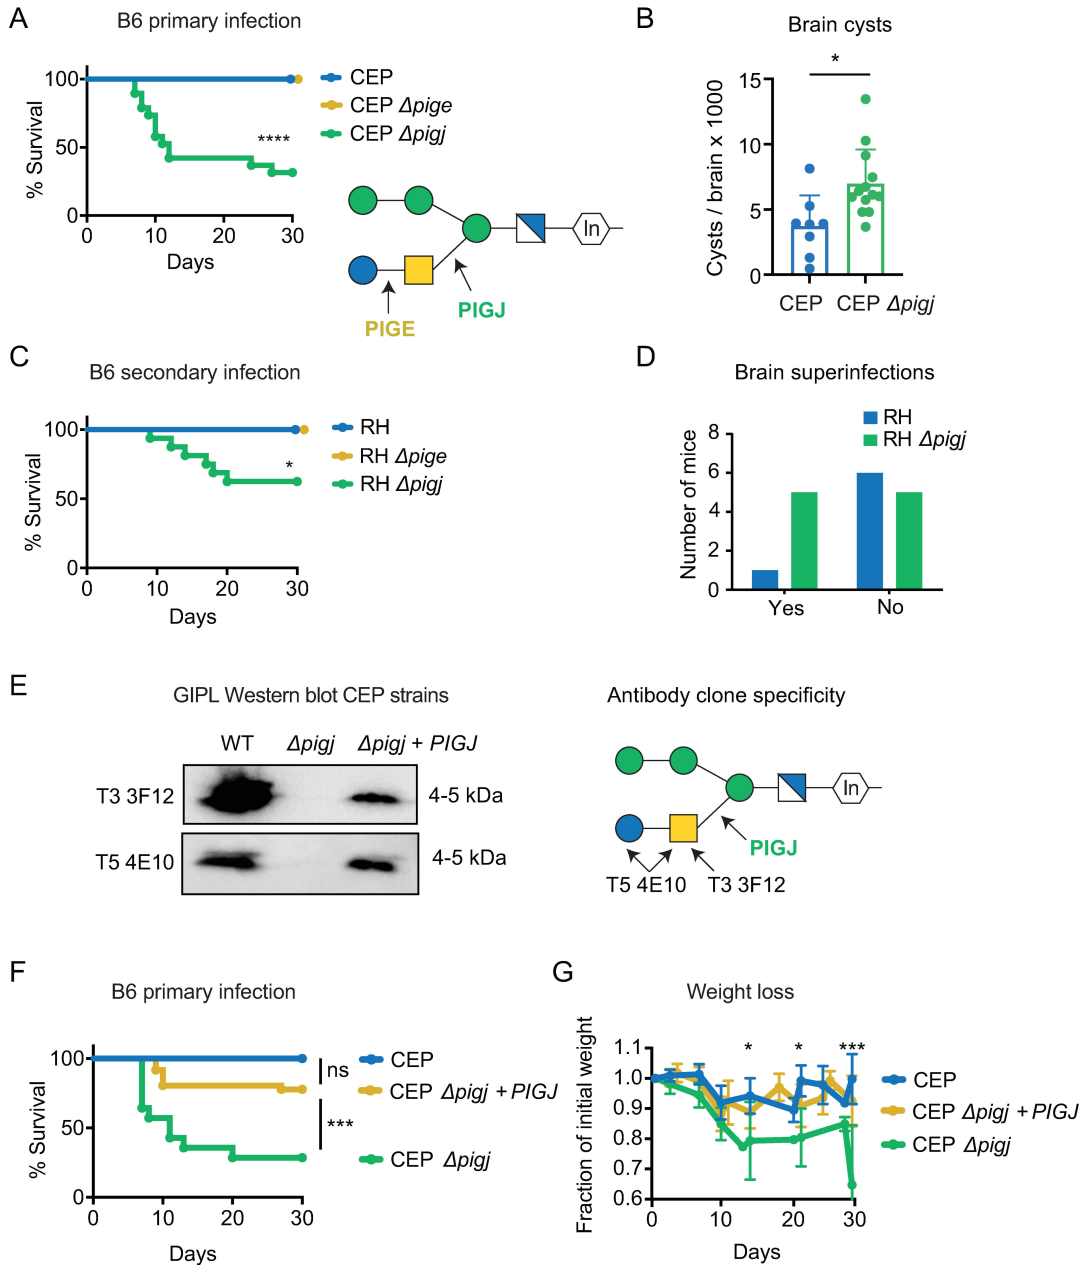 A
B6 primary infection
% Survival
100
50
0
0
10
20
30
Days
CEP
CEP Δpige
CEP Δpigj
****
In
PIGE
PIGJ
B
Brain cysts
*
Cysts / brain x 1000
15
10
5
0
CEP
CEP Δpigj
C
B6 secondary infection
% Survival
100
50
0
0
10
20
30
Days
RH
RH Δpige
RH Δpigj
*
D
Brain superinfections
RH
RH Δpigj
Number of mice
8
6
4
2
0
Yes
No
E
GIPL Western blot CEP strains
WT Δpigj Δpigj + PIGJ
T3 3F12 4-5 kDa
T5 4E10 4-5 kDa
Antibody clone specificity
In
PIGJ
T5 4E10 T3 3F12
F
B6 primary infection
% Survival
100
50
0
0
10
20
30
Days
CEP
CEP Δpigj + PIGJ
CEP Δpigj
ns
***
G
Weight loss
Fraction of initial weight
1.1
1.0
0.9
0.8
0.7
0.6
0
10
20
30
Days
*
*
***
CEP
CEP Δpigj + PIGJ
CEP Δpigj